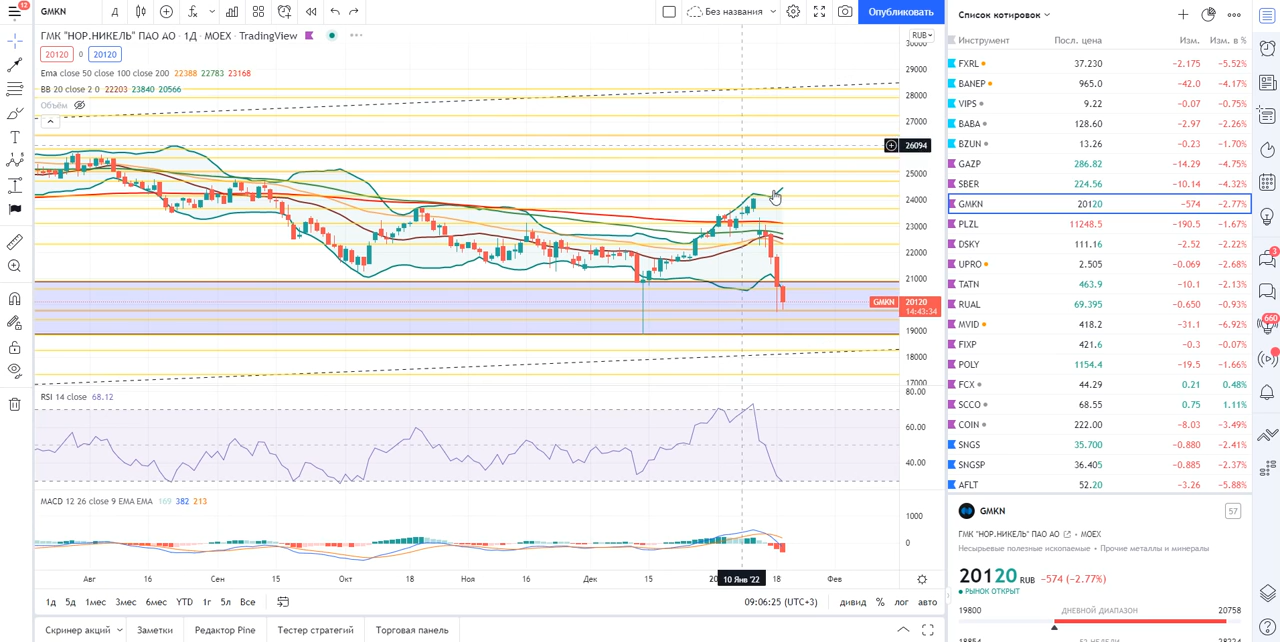 12
GMKN
Д
Без названия
Опубликовать
ГМК "НОР.НИКЕЛЬ" ПАО АО · 1Д · MOEX · TradingView
20120 0 20120
Ema close 50 close 100 close 200 22388 22783 23168
BB 20 close 2 0 22203 23840 20566
Объём
RUB
30000
29000
28000
27000
26094
25000
24000
23000
22000
21000
GMKN 20120
14:43:34
19000
18000
17000
RSI 14 close 68.12
80.00
60.00
40.00
MACD 12 26 close 9 EMA EMA 169 382 213
1000
0
Авг 16 Сен 15 Окт 18 Ноя 16 Дек 15 20 10 Янв '22 18 Фев
1д 5д 1мес 3мес 6мес YTD 1г 5л Все
09:06:25 (UTC+3) дивид % лог авто
Скринер акций Заметки Редактор Pine Тестер стратегий Торговая панель
Список котировок
Инструмент Посл. цена Изм. Изм. в %
FXRL 37.230 −2.175 −5.52%
BANEP 965.0 −42.0 −4.17%
VIPS 9.22 −0.07 −0.75%
BABA 128.60 −2.97 −2.26%
BZUN 13.26 −0.23 −1.70%
GAZP 286.82 −14.29 −4.75%
SBER 224.56 −10.14 −4.32%
GMKN 20120 −574 −2.77%
PLZL 11248.5 −190.5 −1.67%
DSKY 111.16 −2.52 −2.22%
UPRO 2.505 −0.069 −2.68%
TATN 463.9 −10.1 −2.13%
RUAL 69.395 −0.650 −0.93%
MVID 418.2 −31.1 −6.92%
FIXP 421.6 −0.3 −0.07%
POLY 1154.4 −19.5 −1.66%
FCX 44.29 0.21 0.48%
SCCO 68.55 0.75 1.11%
COIN 222.00 −8.03 −3.49%
SNGS 35.700 −0.880 −2.41%
SNGSP 36.405 −0.885 −2.37%
AFLT 52.20 −3.26 −5.88%
GMKN 57
ГМК "НОР.НИКЕЛЬ" ПАО АО · MOEX
Несырьевые полезные ископаемые · Прочие металлы и минералы
20120 RUB −574 (−2.77%)
РЫНОК ОТКРЫТ
19800 ДНЕВНОЙ ДИАПАЗОН 20758
3
660